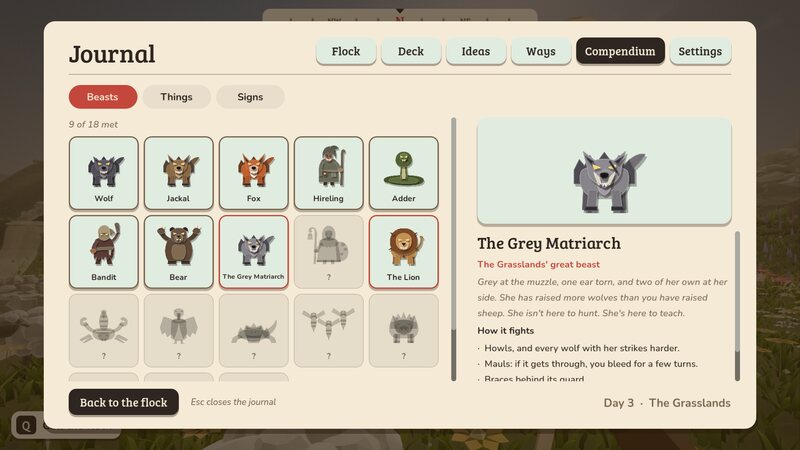 Journal
Flock
Deck
Ideas
Ways
Compendium
Settings
Beasts
Things
Signs
9 of 18 met
Wolf
Jackal
Fox
Hireling
Adder
Bandit
Bear
The Grey Matriarch
?
The Lion
?
?
?
?
?
The Grey Matriarch
The Grasslands' great beast
Grey at the muzzle, one ear torn, and two of her own at her
side. She has raised more wolves than you have raised
sheep. She isn't here to hunt. She's here to teach.
How it fights
· Howls, and every wolf with her strikes harder.
· Mauls: if it gets through, you bleed for a few turns.
· Braces behind its guard
Back to the flock
Esc closes the journal
Day 3 · The Grasslands
Q